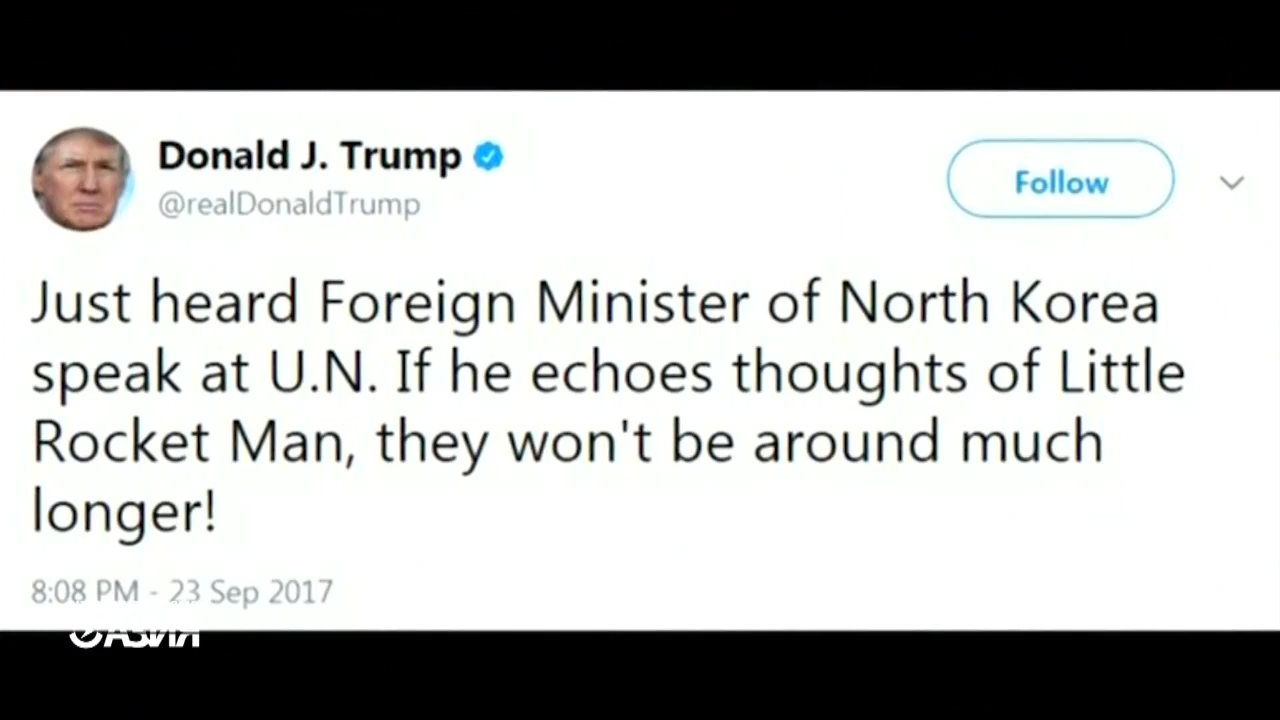 Donald J. Trump
@realDonaldTrump
Follow
Just heard Foreign Minister of North Korea
speak at U.N. If he echoes thoughts of Little
Rocket Man, they won't be around much
longer!
8:08 PM - 23 Sep 2017
АЗИЯ